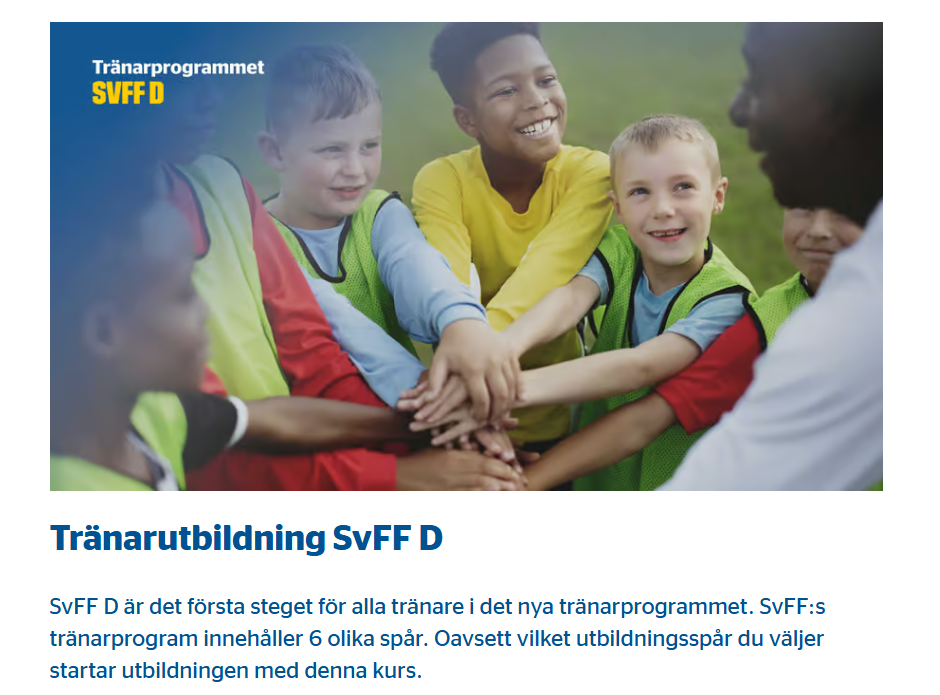 Tränarprogrammet
SVFF D
Tränarutbildning SvFF D
SvFF D är det första steget för alla tränare i det nya tränarprogrammet. SvFF:s
tränarprogram innehåller 6 olika spår. Oavsett vilket utbildningsspår du väljer
startar utbildningen med denna kurs.